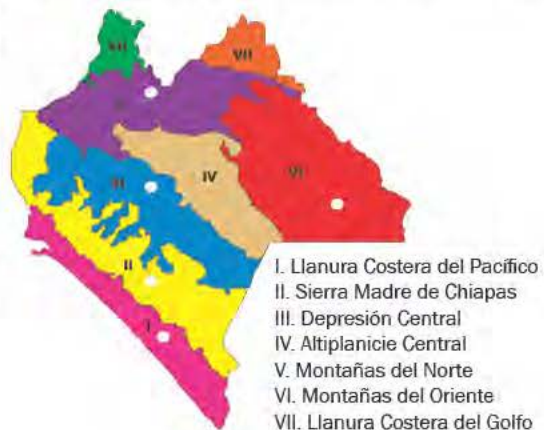 VII
VII
V
III
IV
VI
II
I
I. Llanura Costera del Pacífico
II. Sierra Madre de Chiapas
III. Depresión Central
IV. Altiplanicie Central
V. Montañas del Norte
VI. Montañas del Oriente
VII. Llanura Costera del Golfo